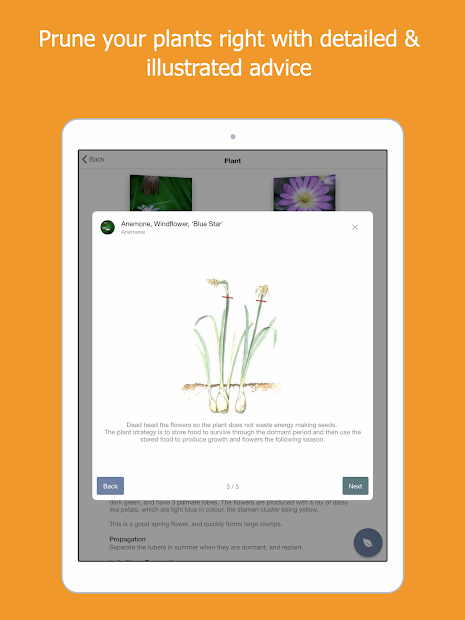 Prune your plants right with detailed &
illustrated advice
Back
Plant
Anemone, Windflower, 'Blue Star'
Anemone
Dead head the flowers so the plant does not waste energy making seeds.
The plant strategy is to store food to survive through the dormant period and then use the
stored food to produce growth and flowers the following season.
Back
3 / 5
Next
dark green, and have 3 palmate lobes. The flowers are produced with a ray of daisy
like petals, which are light blue in colour, the stamen cluster being yellow.
This is a good spring flower, and quickly forms large clumps.
Propagation
Separate the tubers in summer when they are dormant, and replant.